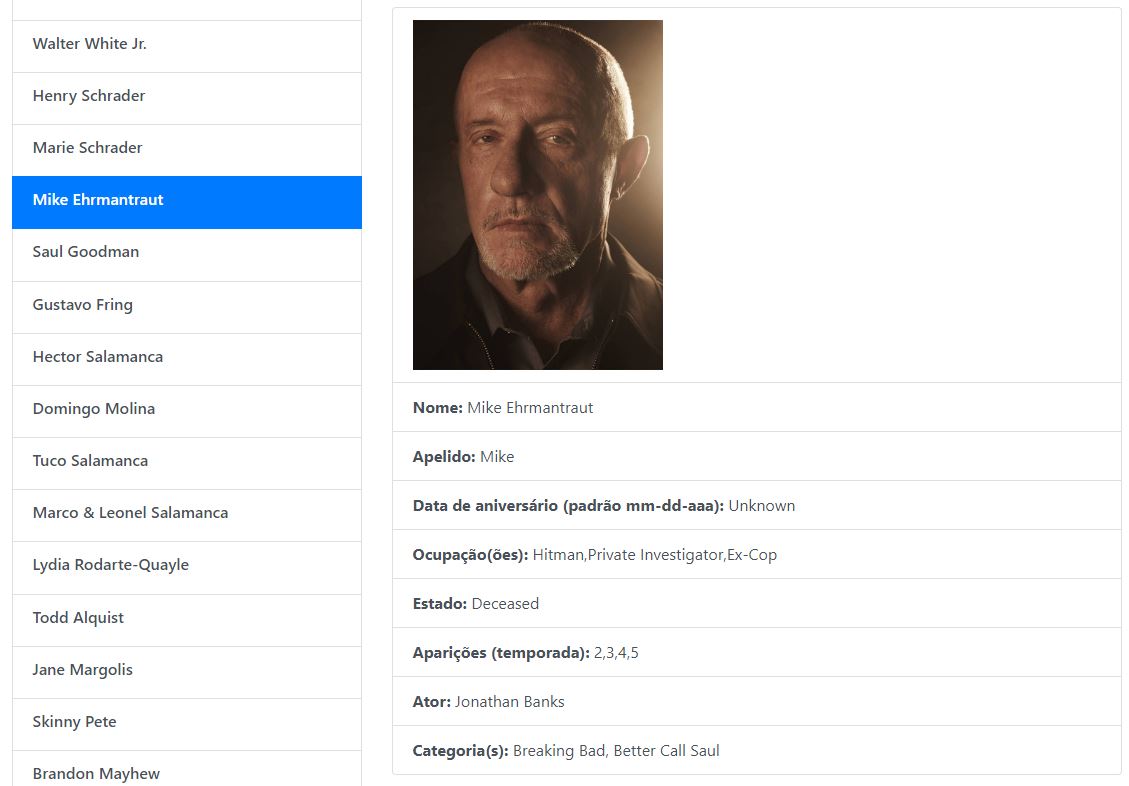 Walter White Jr.
Henry Schrader
Marie Schrader
Mike Ehrmantraut
Saul Goodman
Gustavo Fring
Hector Salamanca
Domingo Molina
Tuco Salamanca
Marco & Leonel Salamanca
Lydia Rodarte-Quayle
Todd Alquist
Jane Margolis
Skinny Pete
Brandon Mayhew
Nome: Mike Ehrmantraut
Apelido: Mike
Data de aniversário (padrão mm-dd-aaa): Unknown
Ocupação(ões): Hitman,Private Investigator,Ex-Cop
Estado: Deceased
Aparições (temporada): 2,3,4,5
Ator: Jonathan Banks
Categoria(s): Breaking Bad, Better Call Saul